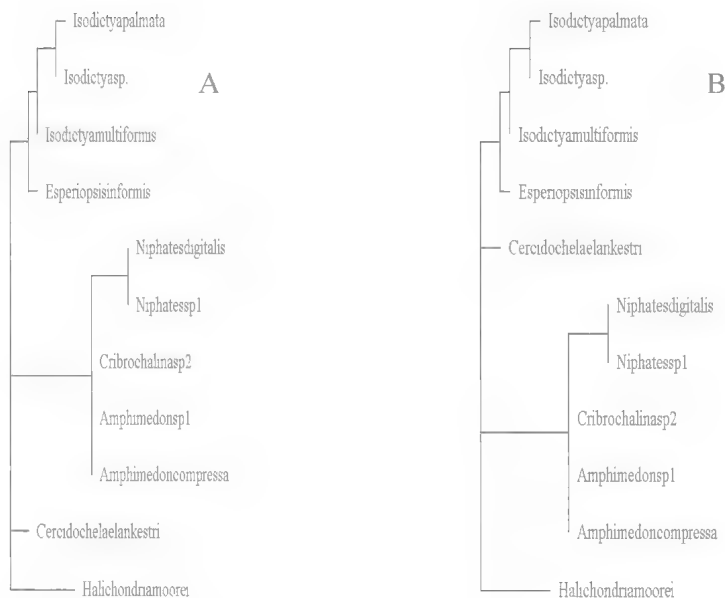 Isodictyapalmata
Isodictyasp.
A
Isodictyamultiformis
Esperiopsisinformis
Niphatesdigitalis
Niphatessp1
Cribrochalinasp2
Amphimedonsp1
Amphimedoncompressa
Cercidochelaelankestri
Halichondriamoorei
Isodictyapalmata
Isodictyasp.
B
Isodictyamultiformis
Esperiopsisinformis
Cercidochelaelankestri
Niphatesdigitalis
Niphatessp1
Cribrochalinasp2
Amphimedonsp1
Amphimedoncompressa
Halichondriamoorei